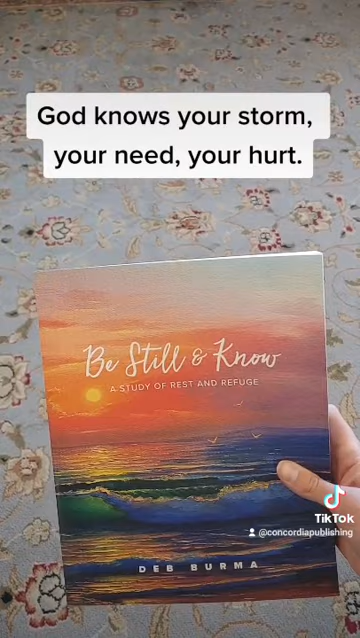 God knows your storm,
your need, your hurt.
Be Still & Know
A STUDY OF REST AND REFUGE
DEB BURMA
TikTok
@concordiapublishing